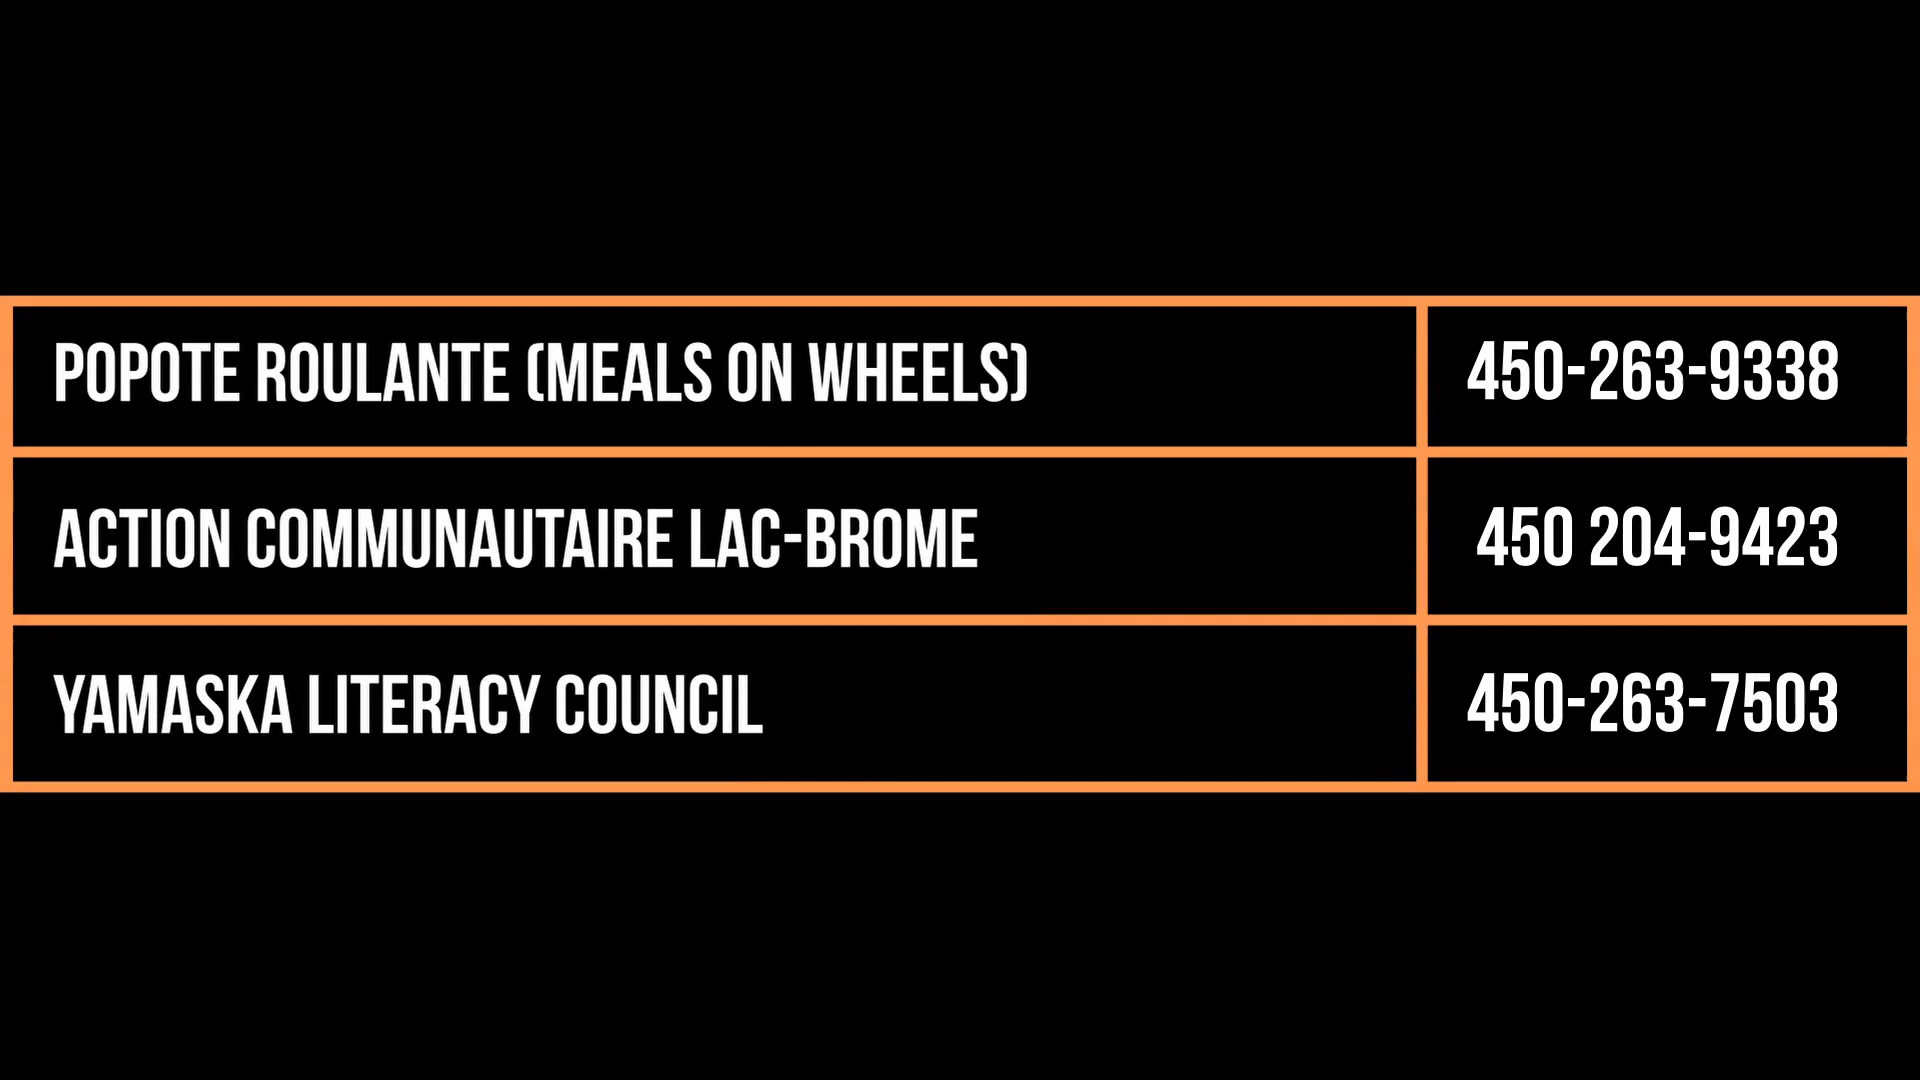 POPOTE ROULANTE (MEALS ON WHEELS) 450-263-9338
ACTION COMMUNAUTAIRE LAC-BROME 450 204-9423
YAMASKA LITERACY COUNCIL 450-263-7503